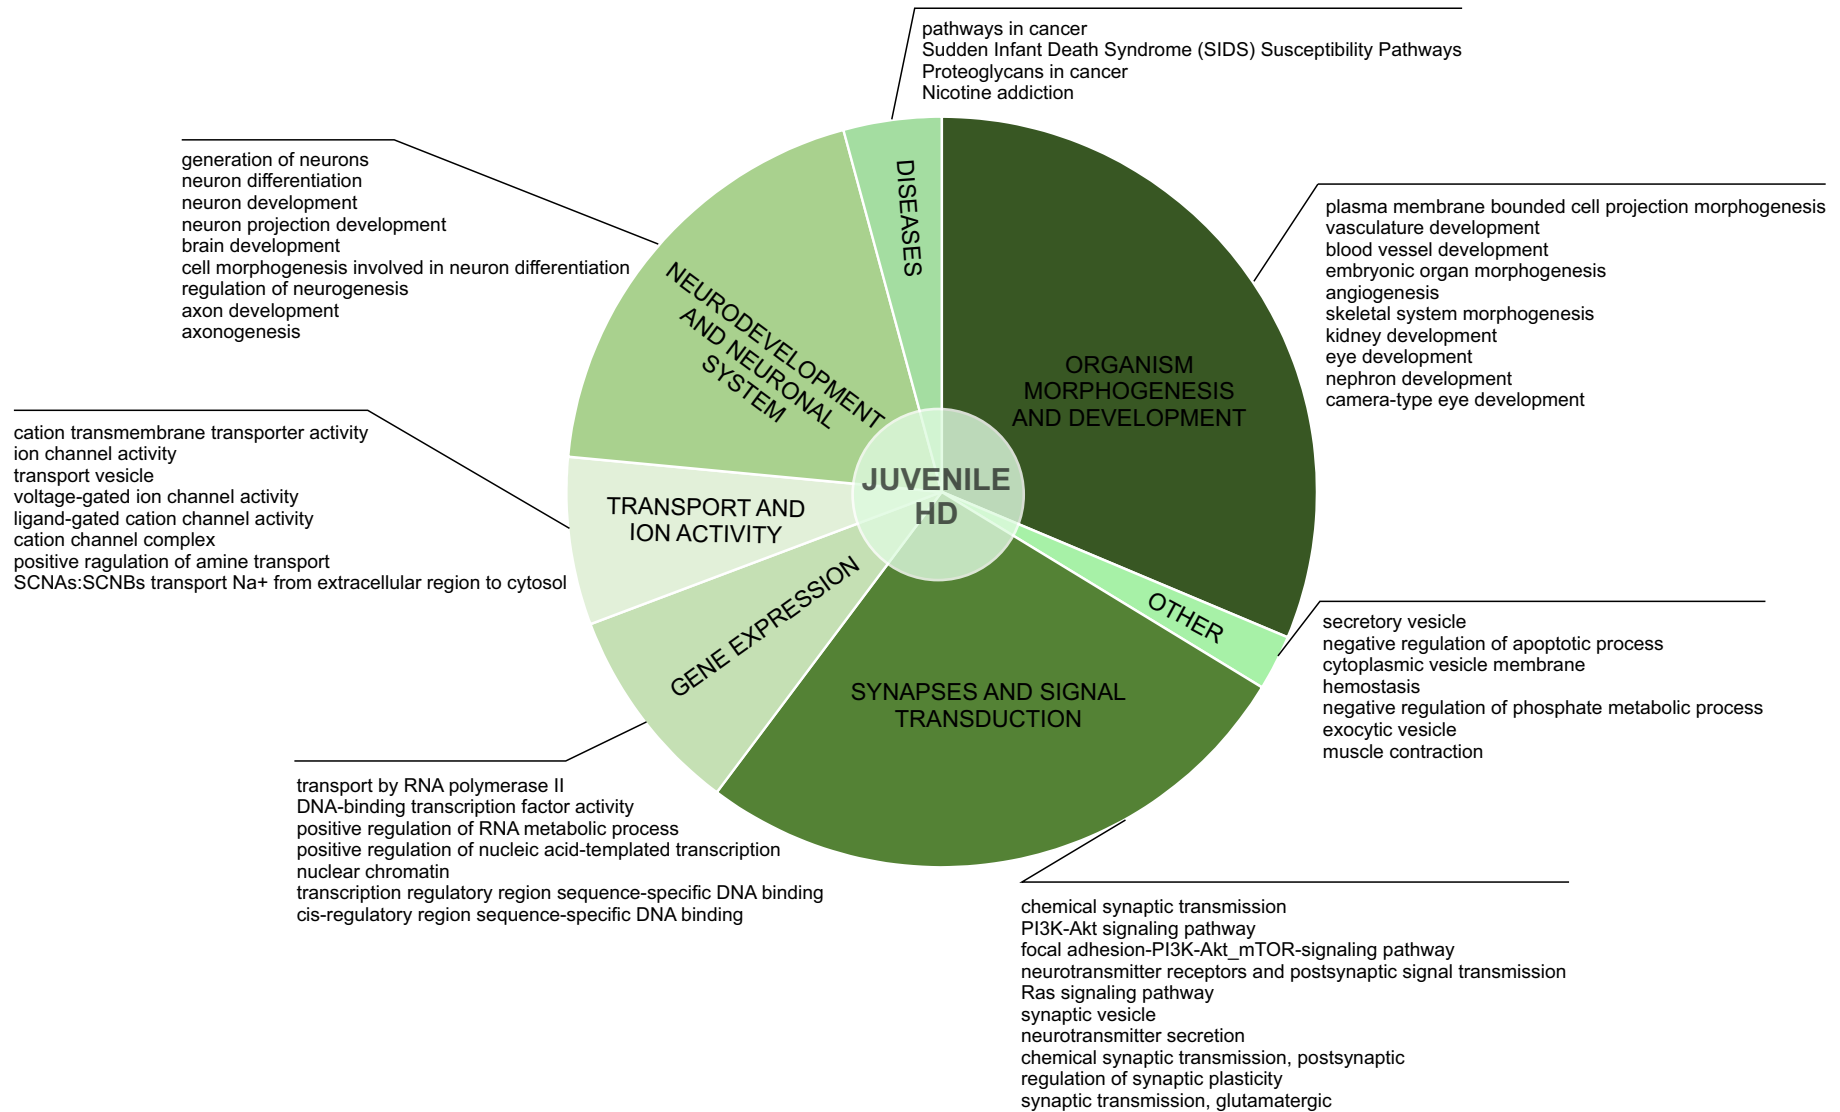 pathways in cancer
Sudden Infant Death Syndrome (SIDS) Susceptibility Pathways
Proteoglycans in cancer
Nicotine addiction
generation of neurons
neuron differentiation
neuron development
neuron projection development
brain development
cell morphogenesis involved in neuron differentiation
regulation of neurogenesis
axon development
axonogenesis
plasma membrane bounded cell projection morphogenesis
vasculature development
blood vessel development
embryonic organ morphogenesis
angiogenesis
skeletal system morphogenesis
kidney development
eye development
nephron development
camera-type eye development
DISEASES
NEURODEVELOPMENT
AND NEURONAL
SYSTEM
ORGANISM
MORPHOGENESIS
AND DEVELOPMENT
cation transmembrane transporter activity
ion channel activity
transport vesicle
voltage-gated ion channel activity
ligand-gated cation channel activity
cation channel complex
positive ragulation of amine transport
SCNAs:SCNBs transport Na+ from extracellular region to cytosol
TRANSPORT AND
ION ACTIVITY
JUVENILE
HD
GENE EXPRESSION
OTHER
SYNAPSES AND SIGNAL
TRANSDUCTION
secretory vesicle
negative regulation of apoptotic process
cytoplasmic vesicle membrane
hemostasis
negative regulation of phosphate metabolic process
exocytic vesicle
muscle contraction
transport by RNA polymerase II
DNA-binding transcription factor activity
positive regulation of RNA metabolic process
positive regulation of nucleic acid-templated transcription
nuclear chromatin
transcription regulatory region sequence-specific DNA binding
cis-regulatory region sequence-specific DNA binding
chemical synaptic transmission
PI3K-Akt signaling pathway
focal adhesion-PI3K-Akt_mTOR-signaling pathway
neurotransmitter receptors and postsynaptic signal transmission
Ras signaling pathway
synaptic vesicle
neurotransmitter secretion
chemical synaptic transmission, postsynaptic
regulation of synaptic plasticity
synaptic transmission, glutamatergic